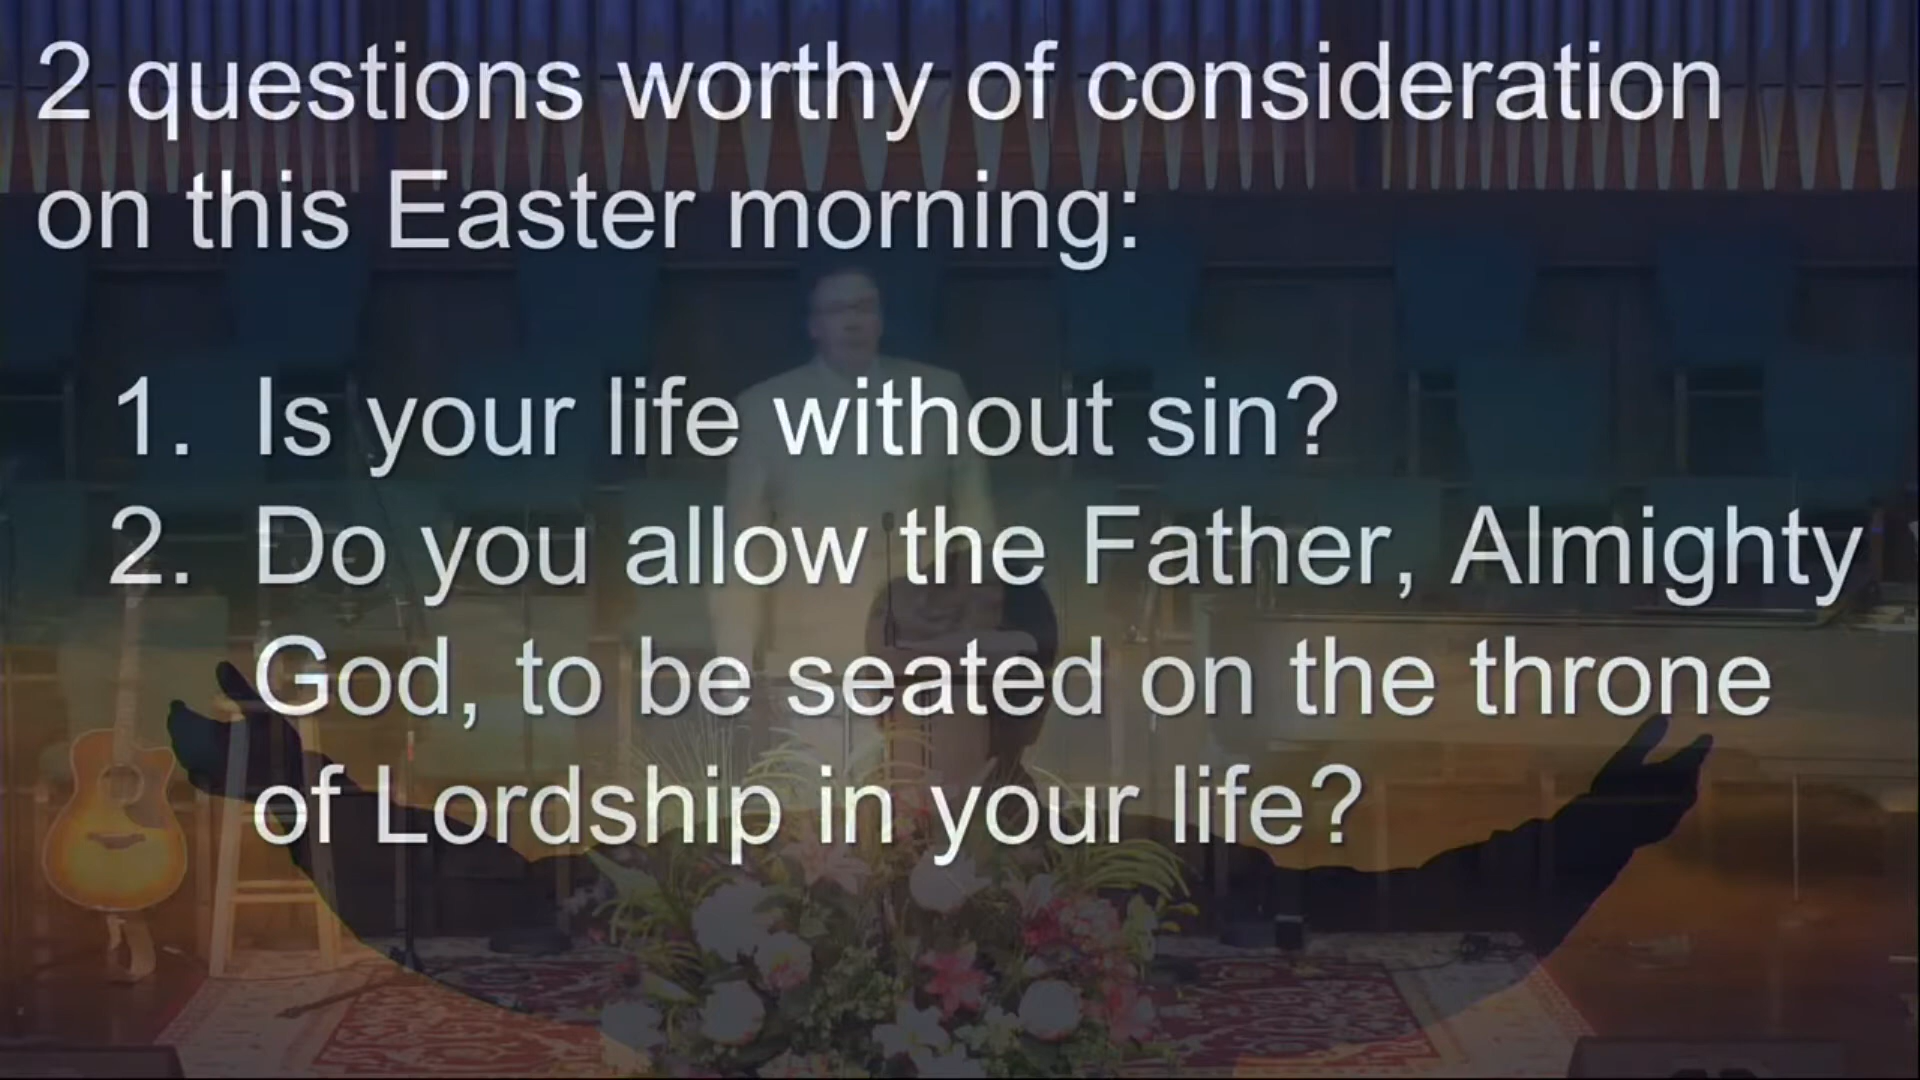 2 questions worthy of consideration
on this Easter morning:
1. Is your life without sin?
2. Do you allow the Father, Almighty
God, to be seated on the throne
of Lordship in your life?